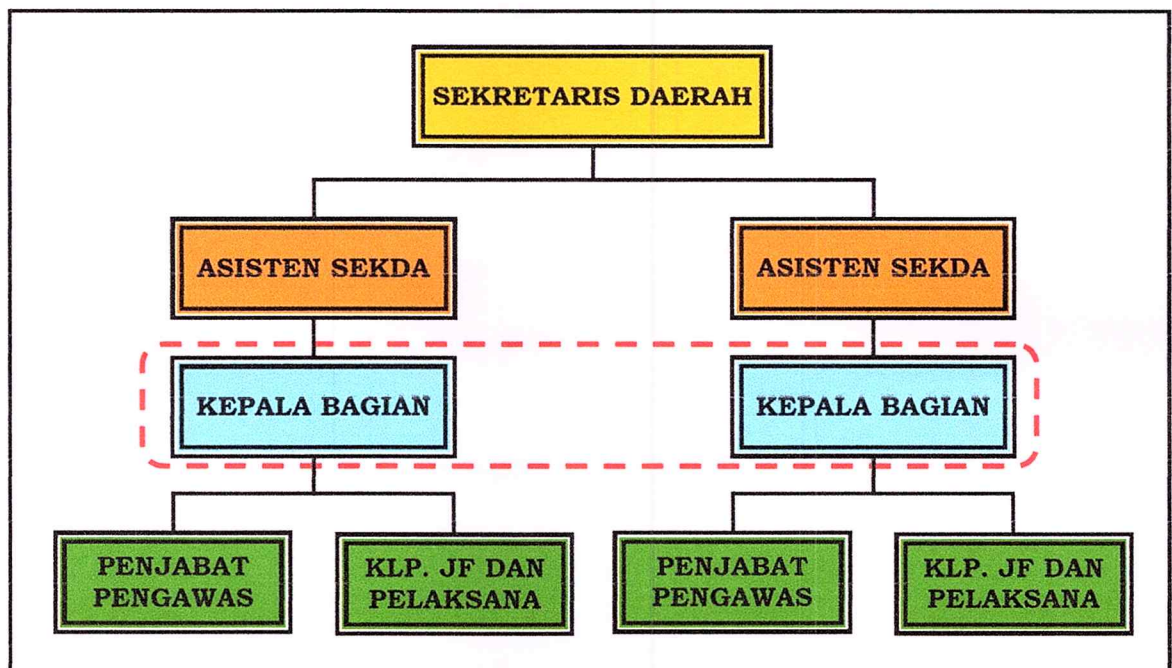 SEKRETARIS DAERAH
ASISTEN SEKDA
ASISTEN SEKDA
KEPALA BAGIAN
KEPALA BAGIAN
PENJABAT
PENGAWAS
KLP. JF DAN
PELAKSANA
PENJABAT
PENGAWAS
KLP. JF DAN
PELAKSANA